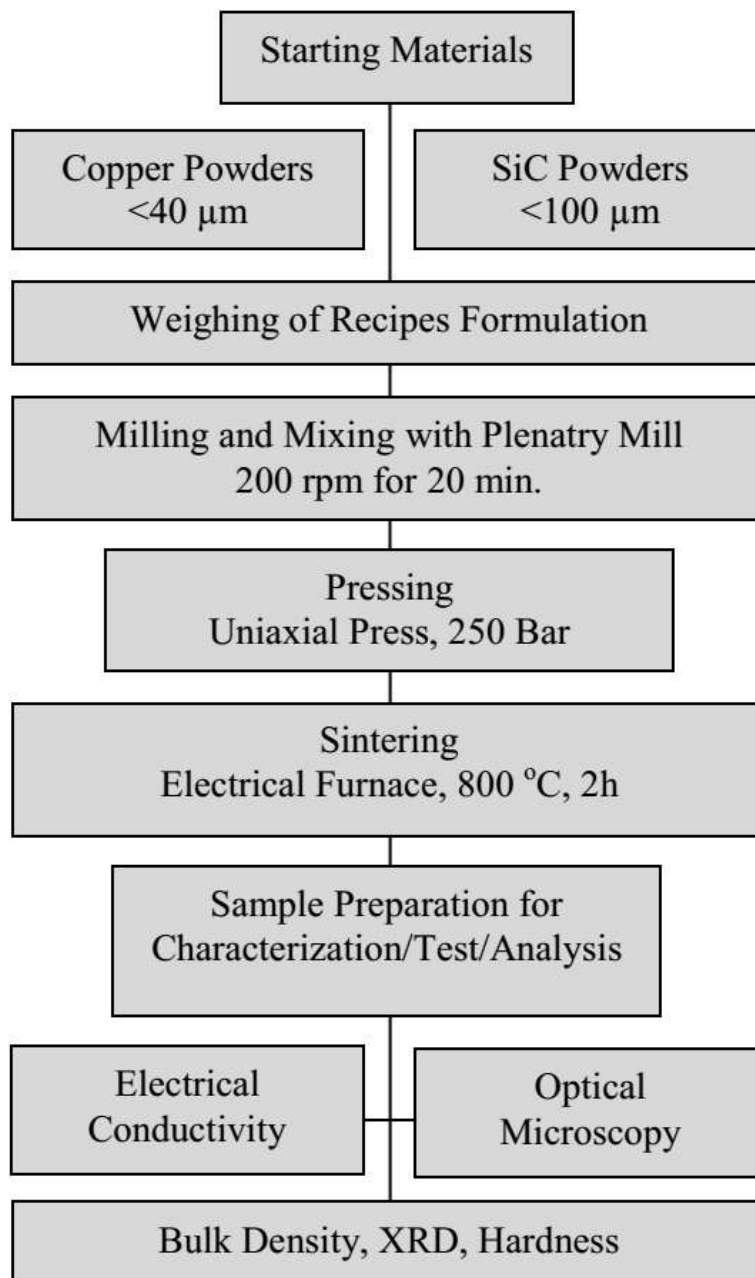 Starting Materials
Copper Powders
<40 µm
SiC Powders
<100 µm
Weighing of Recipes Formulation
Milling and Mixing with Plenatry Mill
200 rpm for 20 min.
Pressing
Uniaxial Press, 250 Bar
Sintering
Electrical Furnace, 800 °C, 2h
Sample Preparation for
Characterization/Test/Analysis
Electrical
Conductivity
Optical
Microscopy
Bulk Density, XRD, Hardness